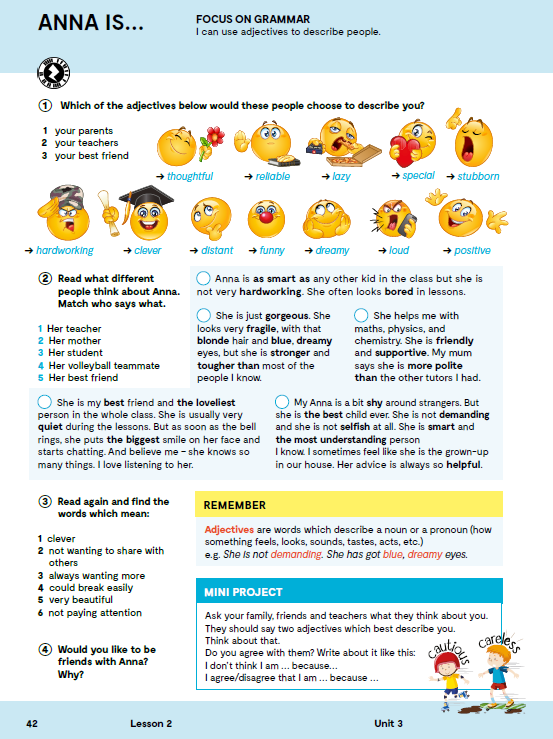 ANNA IS...
FOCUS ON GRAMMAR
I can use adjectives to describe people.
1 Which of the adjectives below would these people choose to describe you?
1 your parents
2 your teachers
3 your best friend
→ thoughtful
→ reliable
→ lazy
→ special
→ stubborn
→ hardworking
→ clever
→ distant
→ funny
→ dreamy
→ loud
→ positive
2 Read what different
people think about Anna.
Match who says what.
1 Her teacher
2 Her mother
3 Her student
4 Her volleyball teammate
5 Her best friend
Anna is as smart as any other kid in the class but she is
not very hardworking. She often looks bored in lessons.
She is just gorgeous. She
looks very fragile, with that
blonde hair and blue, dreamy
eyes, but she is stronger and
tougher than most of the
people I know.
She helps me with
maths, physics, and
chemistry. She is friendly
and supportive. My mum
says she is more polite
than the other tutors I had.
She is my best friend and the loveliest
person in the whole class. She is usually very
quiet during the lessons. But as soon as the bell
rings, she puts the biggest smile on her face and
starts chatting. And believe me – she knows so
many things. I love listening to her.
My Anna is a bit shy around strangers. But
she is the best child ever. She is not demanding
and she is not selfish at all. She is smart and
the most understanding person
I know. I sometimes feel like she is the grown-up
in our house. Her advice is always so helpful.
3 Read again and find the
words which mean:
1 clever
2 not wanting to share with
others
3 always wanting more
4 could break easily
5 very beautiful
6 not paying attention
4 Would you like to be
friends with Anna?
Why?
REMEMBER
Adjectives are words which describe a noun or a pronoun (how
something feels, looks, sounds, tastes, acts, etc.)
e.g. She is not demanding. She has got blue, dreamy eyes.
MINI PROJECT
Ask your family, friends and teachers what they think about you.
They should say two adjectives which best describe you.
Think about that.
Do you agree with them? Write about it like this:
I don't think I am ... because...
I agree/disagree that I am ... because ...
cautious
careless
42
Lesson 2
Unit 3